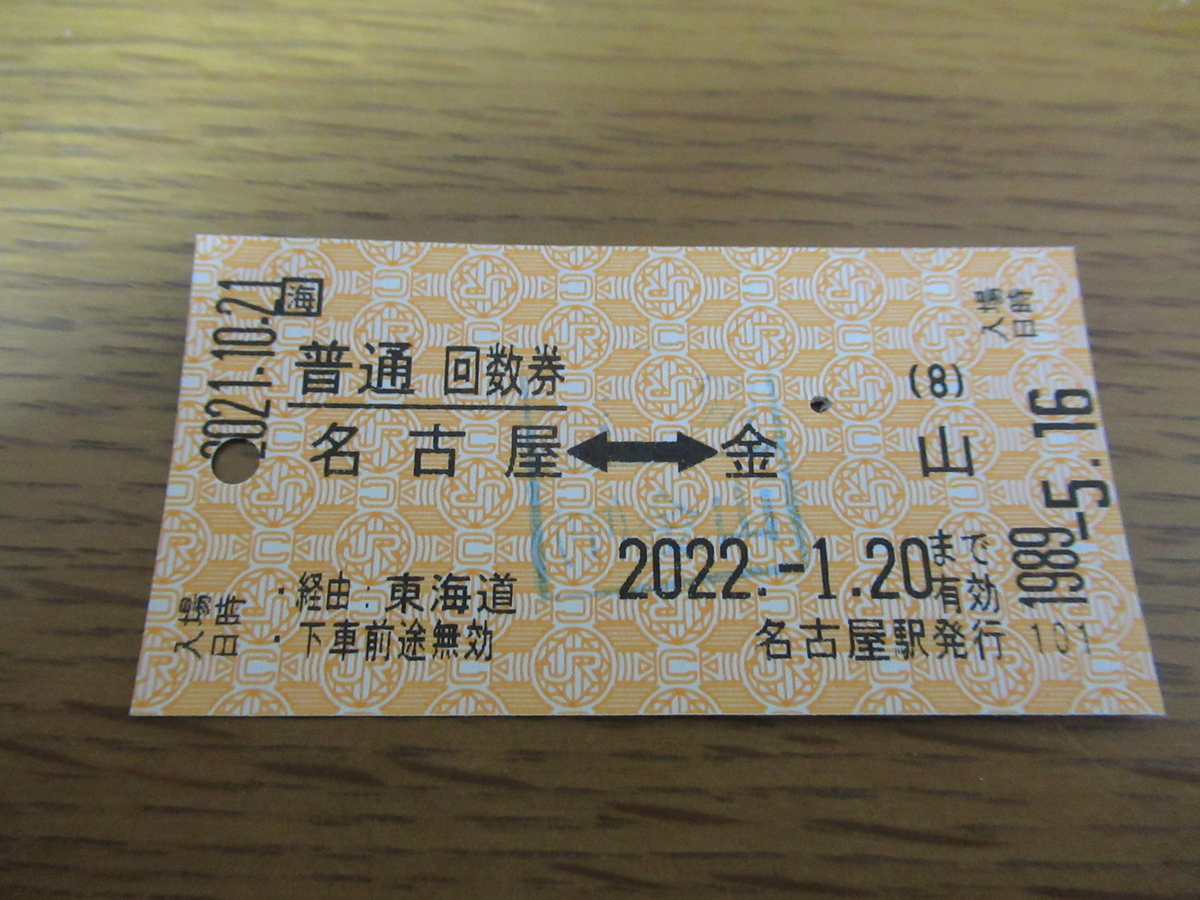 2021.10.21 海
普通 回数券
(8)
名古屋↔金山
2022.-1.20まで有効
・経由：東海道
・下車前途無効
名古屋駅発行 101
入場日時
入場日時
1989-5.16